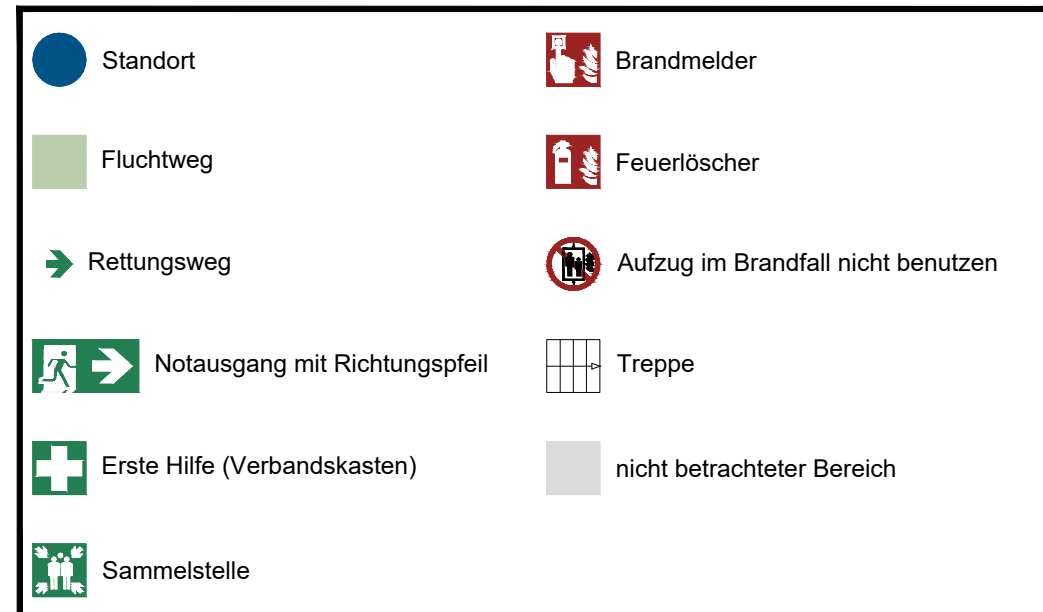 Standort
Fluchtweg
Rettungsweg
Notausgang mit Richtungspfeil
Erste Hilfe (Verbandskasten)
Sammelstelle
Brandmelder
Feuerlöscher
Aufzug im Brandfall nicht benutzen
Treppe
nicht betrachteter Bereich